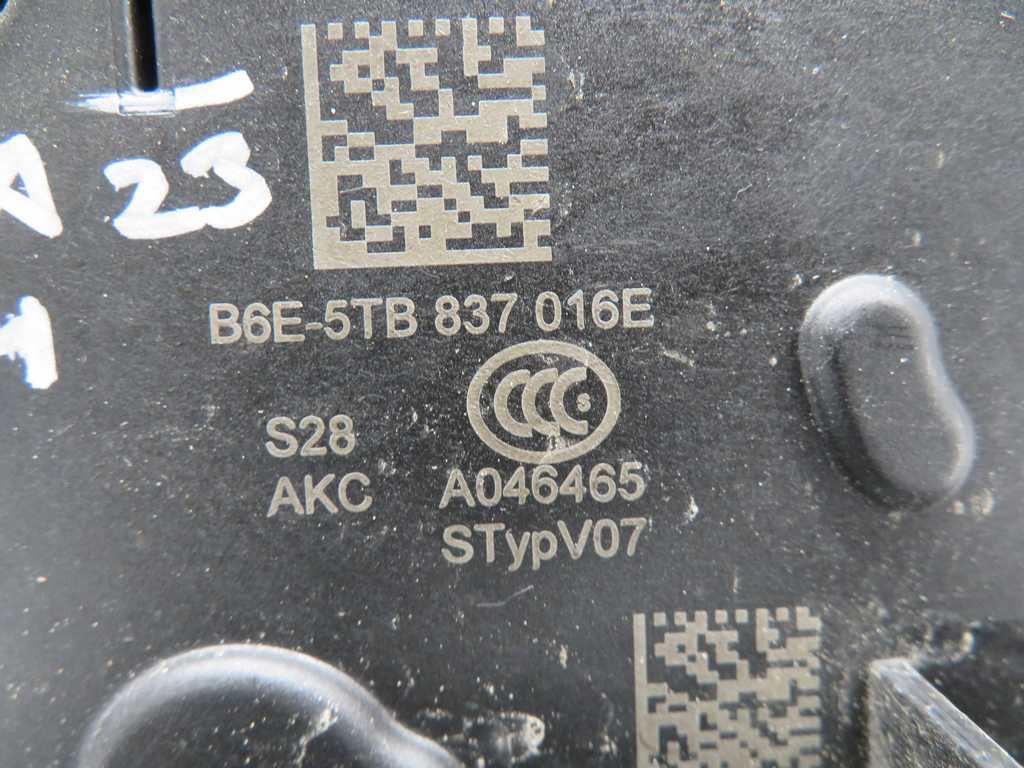 23
B6E-5TB 837 016E
CCC S
S28
AKC A046465
STypV07